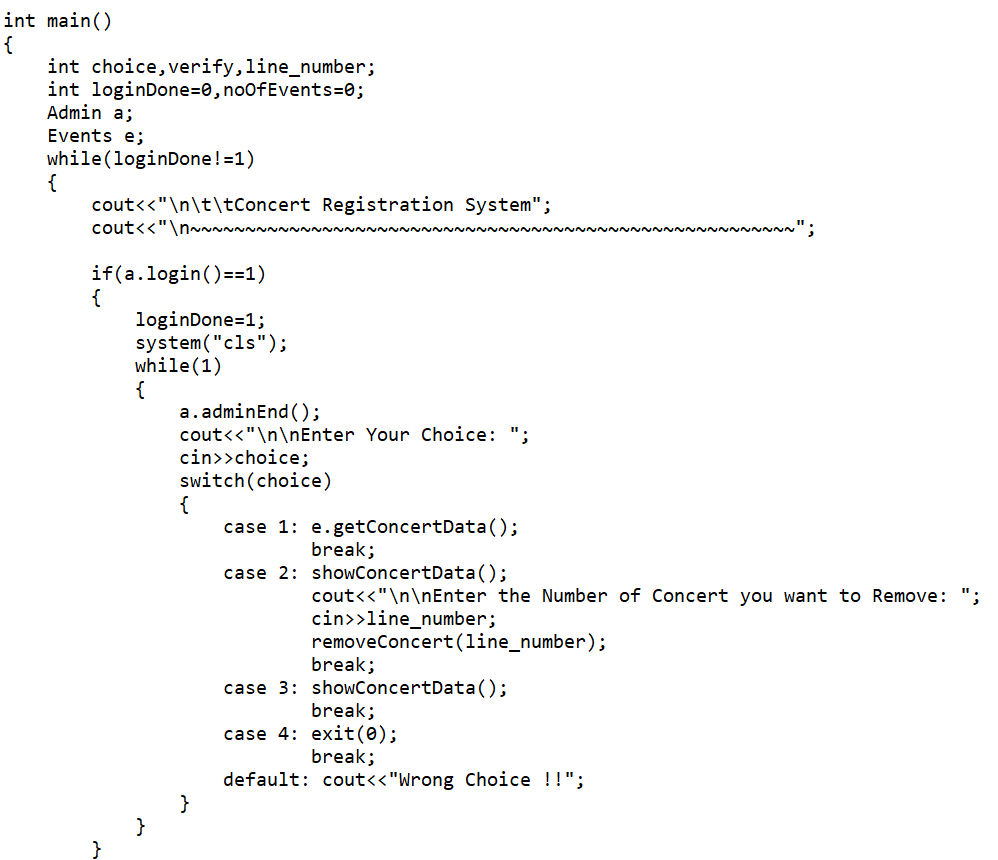 int main()
{
    int choice,verify,line_number;
    int loginDone=0,noOfEvents=0;
    Admin a;
    Events e;
    while(loginDone!=1)
    {
        cout<<"\n\t\tConcert Registration System";
        cout<<"\n~~~~~~~~~~~~~~~~~~~~~~~~~~~~~~~~~~~~~~~~~~~~~~~~~~~~~~~";

        if(a.login()==1)
        {
            loginDone=1;
            system("cls");
            while(1)
            {
                a.adminEnd();
                cout<<"\n\nEnter Your Choice: ";
                cin>>choice;
                switch(choice)
                {
                    case 1: e.getConcertData();
                            break;
                    case 2: showConcertData();
                            cout<<"\n\nEnter the Number of Concert you want to Remove: ";
                            cin>>line_number;
                            removeConcert(line_number);
                            break;
                    case 3: showConcertData();
                            break;
                    case 4: exit(0);
                            break;
                    default: cout<<"Wrong Choice !!";
                }
            }
        }